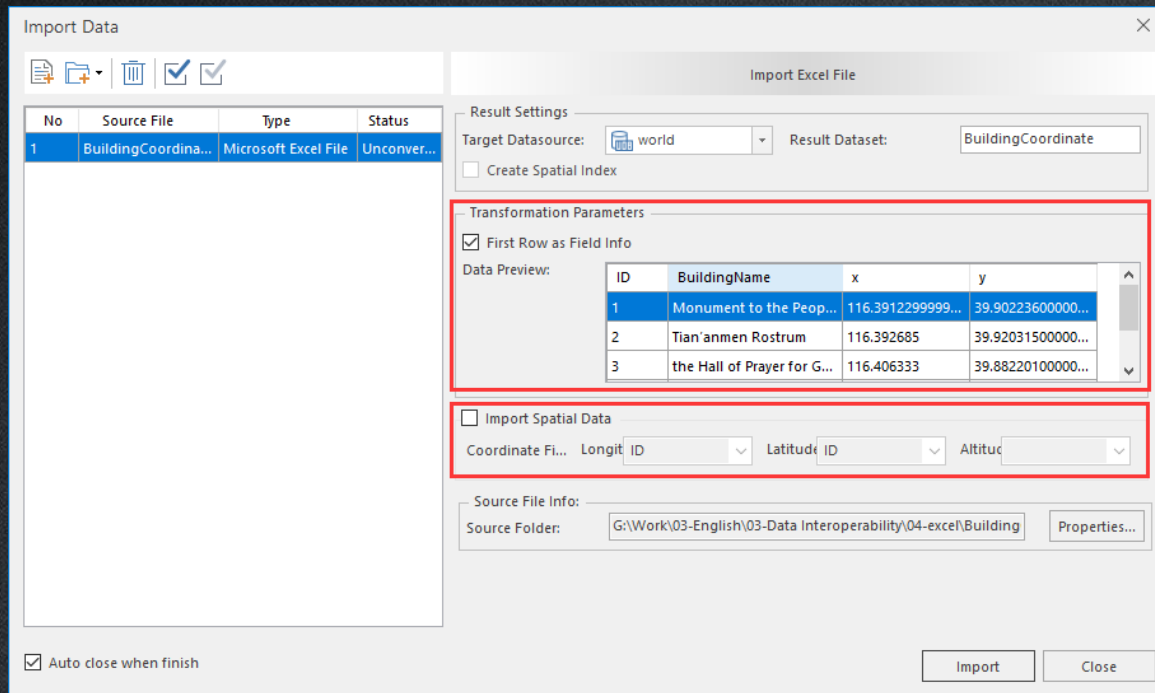 Import Data
Import Excel File
No Source File Type Status
1 BuildingCoordina... Microsoft Excel File Unconver...
Result Settings
Target Datasource: world Result Dataset: BuildingCoordinate
Create Spatial Index
Transformation Parameters
First Row as Field Info
Data Preview:
ID BuildingName x y
1 Monument to the Peop... 116.3912299999... 39.90223600000...
2 Tian'anmen Rostrum 116.392685 39.92031500000...
3 the Hall of Prayer for G... 116.406333 39.88220100000...
Import Spatial Data
Coordinate Fi... Longit ID Latitude ID Altitud
Source File Info:
Source Folder: G:\Work\03-English\03-Data Interoperability\04-excel\Building Properties...
Auto close when finish
Import Close